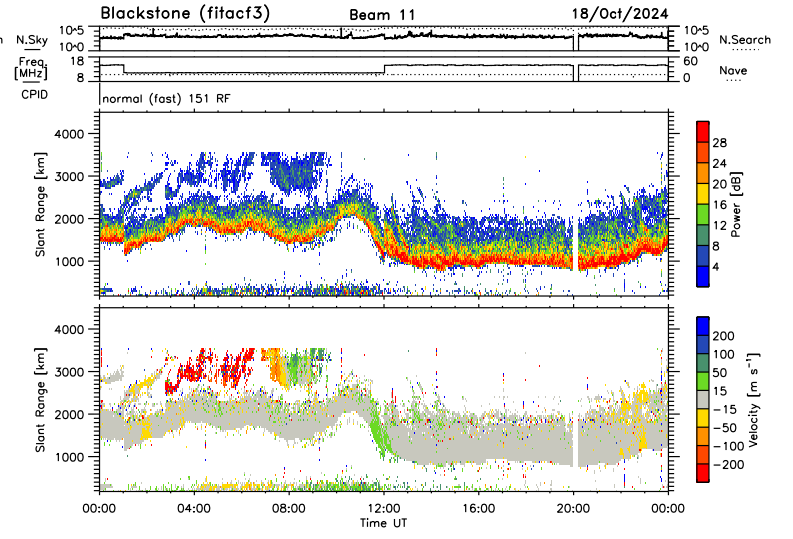 Blackstone (fitacf3) Beam 11 18/Oct/2024
n N.Sky 10^5 10^5 N.Search
10^0 10^0
Freq. 18 60 Nave
[MHz] 8 0
CPID normal (fast) 151 RF
Slant Range [km]
4000
3000
2000
1000
28
24
20
16
12
8
4
Power [dB]
Slant Range [km]
4000
3000
2000
1000
200
100
50
15
-15
-50
-100
-200
Velocity [m s⁻¹]
00:00 04:00 08:00 12:00 16:00 20:00 00:00
Time UT